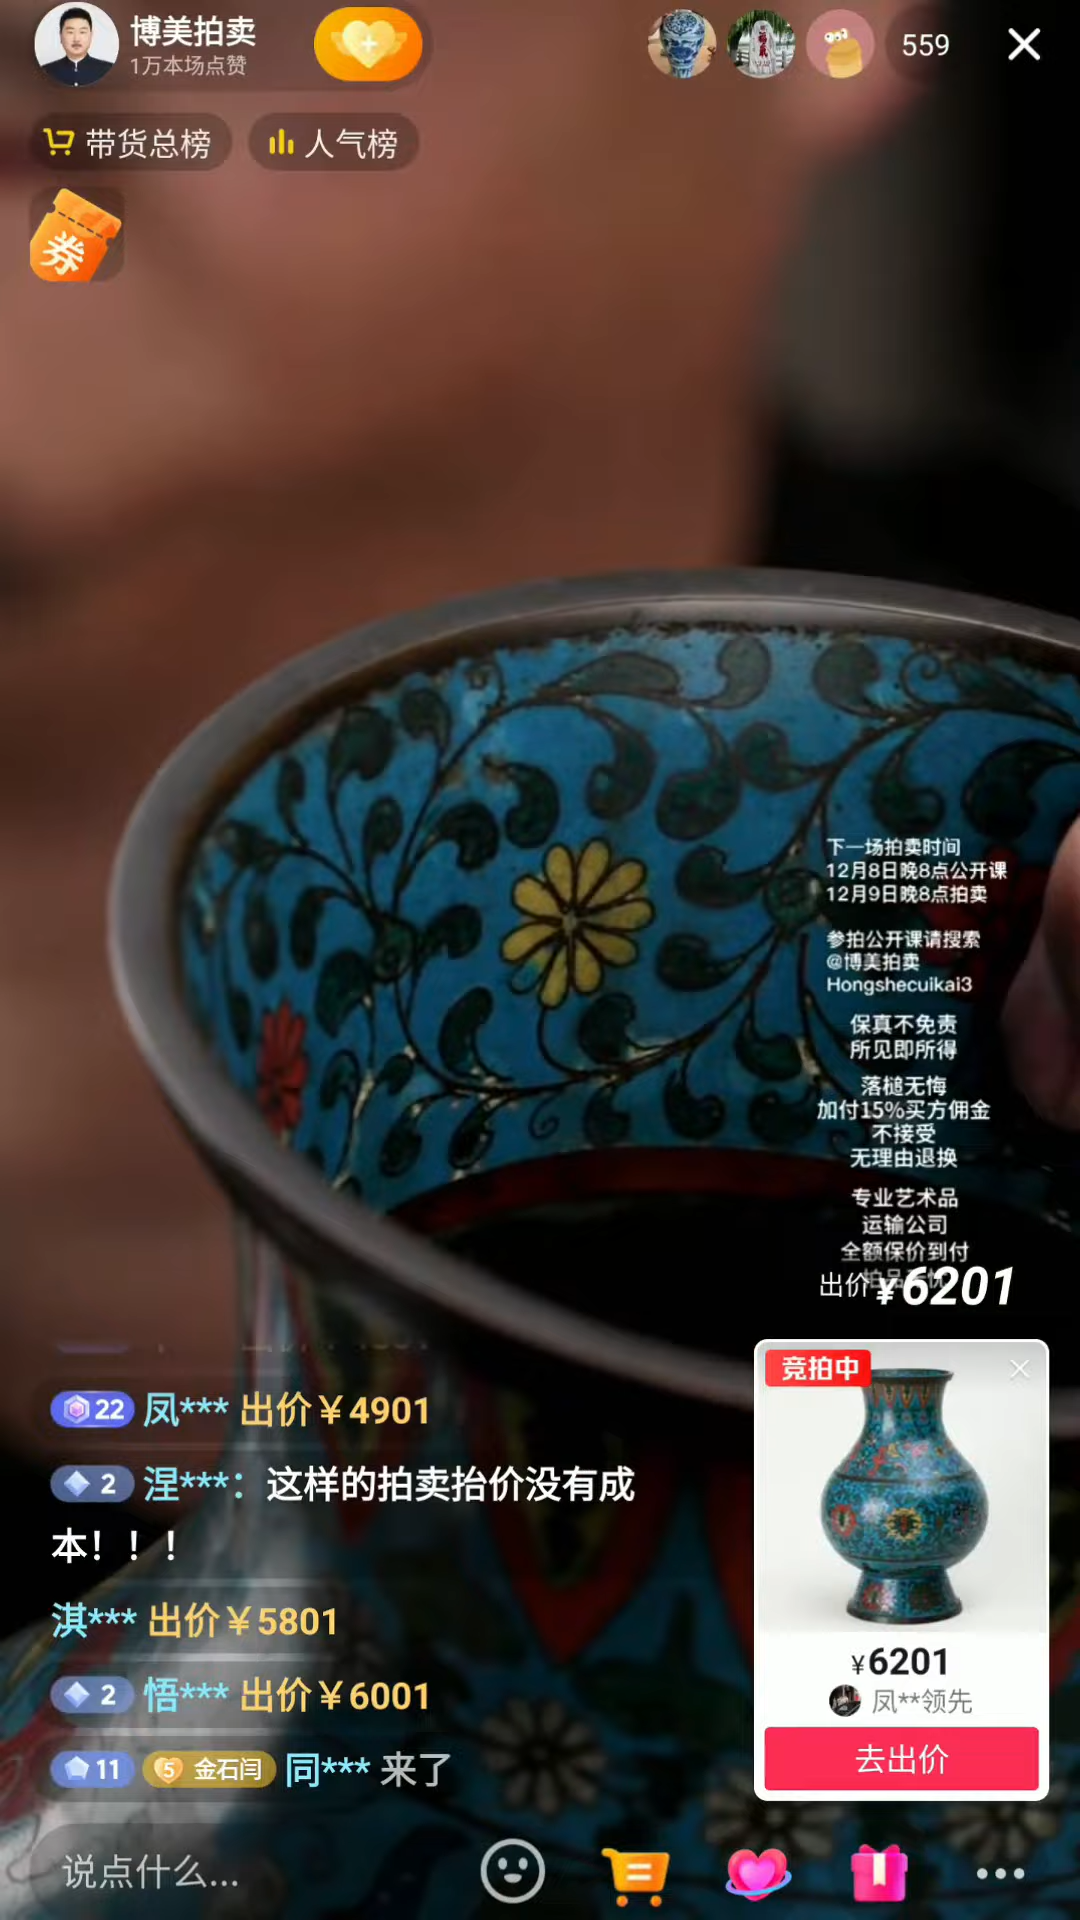 博美拍卖
1万本场点赞
559
带货总榜
人气榜
券
下一场拍卖时间
12月8日晚8点公开课
12月9日晚8点拍卖
参拍公开课请搜索
@博美拍卖
Hongshecuikai3
保真不免责
所见即所得
落槌无悔
加付15%买方佣金
不接受
无理由退换
专业艺术品
运输公司
全额保价到付
出价¥6201
22 凤*** 出价￥4901
2 涅***：这样的拍卖抬价没有成
本！！！
淇*** 出价￥5801
2 悟*** 出价￥6001
11 5 金石闫 同*** 来了
竞拍中
¥6201
凤**领先
去出价
说点什么...